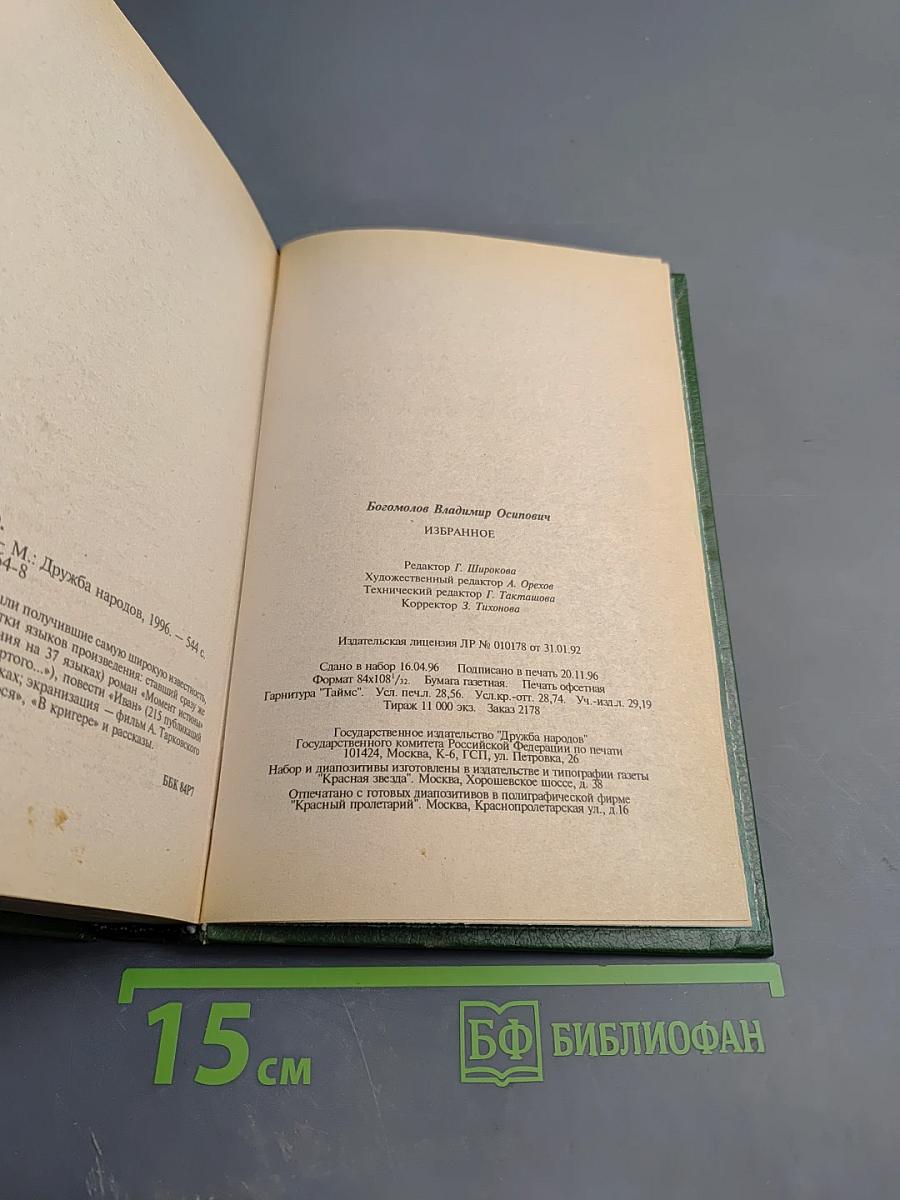 О.
— М.: Дружба народов, 1996. — 544 с.
64-8
получившие самую широкую известность,
языков произведения: ставший сразу же
на 37 языках) роман «Момент истины»
повести «Иван» (215 публикаций
экранизация — фильм А. Тарковского
«В кригере» и рассказы.
ББК 84Р7
Богомолов Владимир Осипович
ИЗБРАННОЕ
Редактор Г. Широкова
Художественный редактор А. Орехов
Технический редактор Г. Такташова
Корректор З. Тихонова
Издательская лицензия ЛР № 010178 от 31.01.92
Сдано в набор 16.04.96 Подписано в печать 20.11.96
Формат 84x108¹/32. Бумага газетная. Печать офсетная
Гарнитура "Таймс". Усл. печ.л. 28,56. Усл.кр.-отт. 28,74. Уч.-изд.л. 29,19
Тираж 11 000 экз. Заказ 2178
Государственное издательство "Дружба народов"
Государственного комитета Российской Федерации по печати
101424, Москва, К-6, ГСП, ул. Петровка, 26
Набор и диапозитивы изготовлены в издательстве и типографии газеты
"Красная звезда". Москва, Хорошевское шоссе, д. 38
Отпечатано с готовых диапозитивов в полиграфической фирме
"Красный пролетарий". Москва, Краснопролетарская ул., д.16
15 см
БФ БИБЛИОФАН